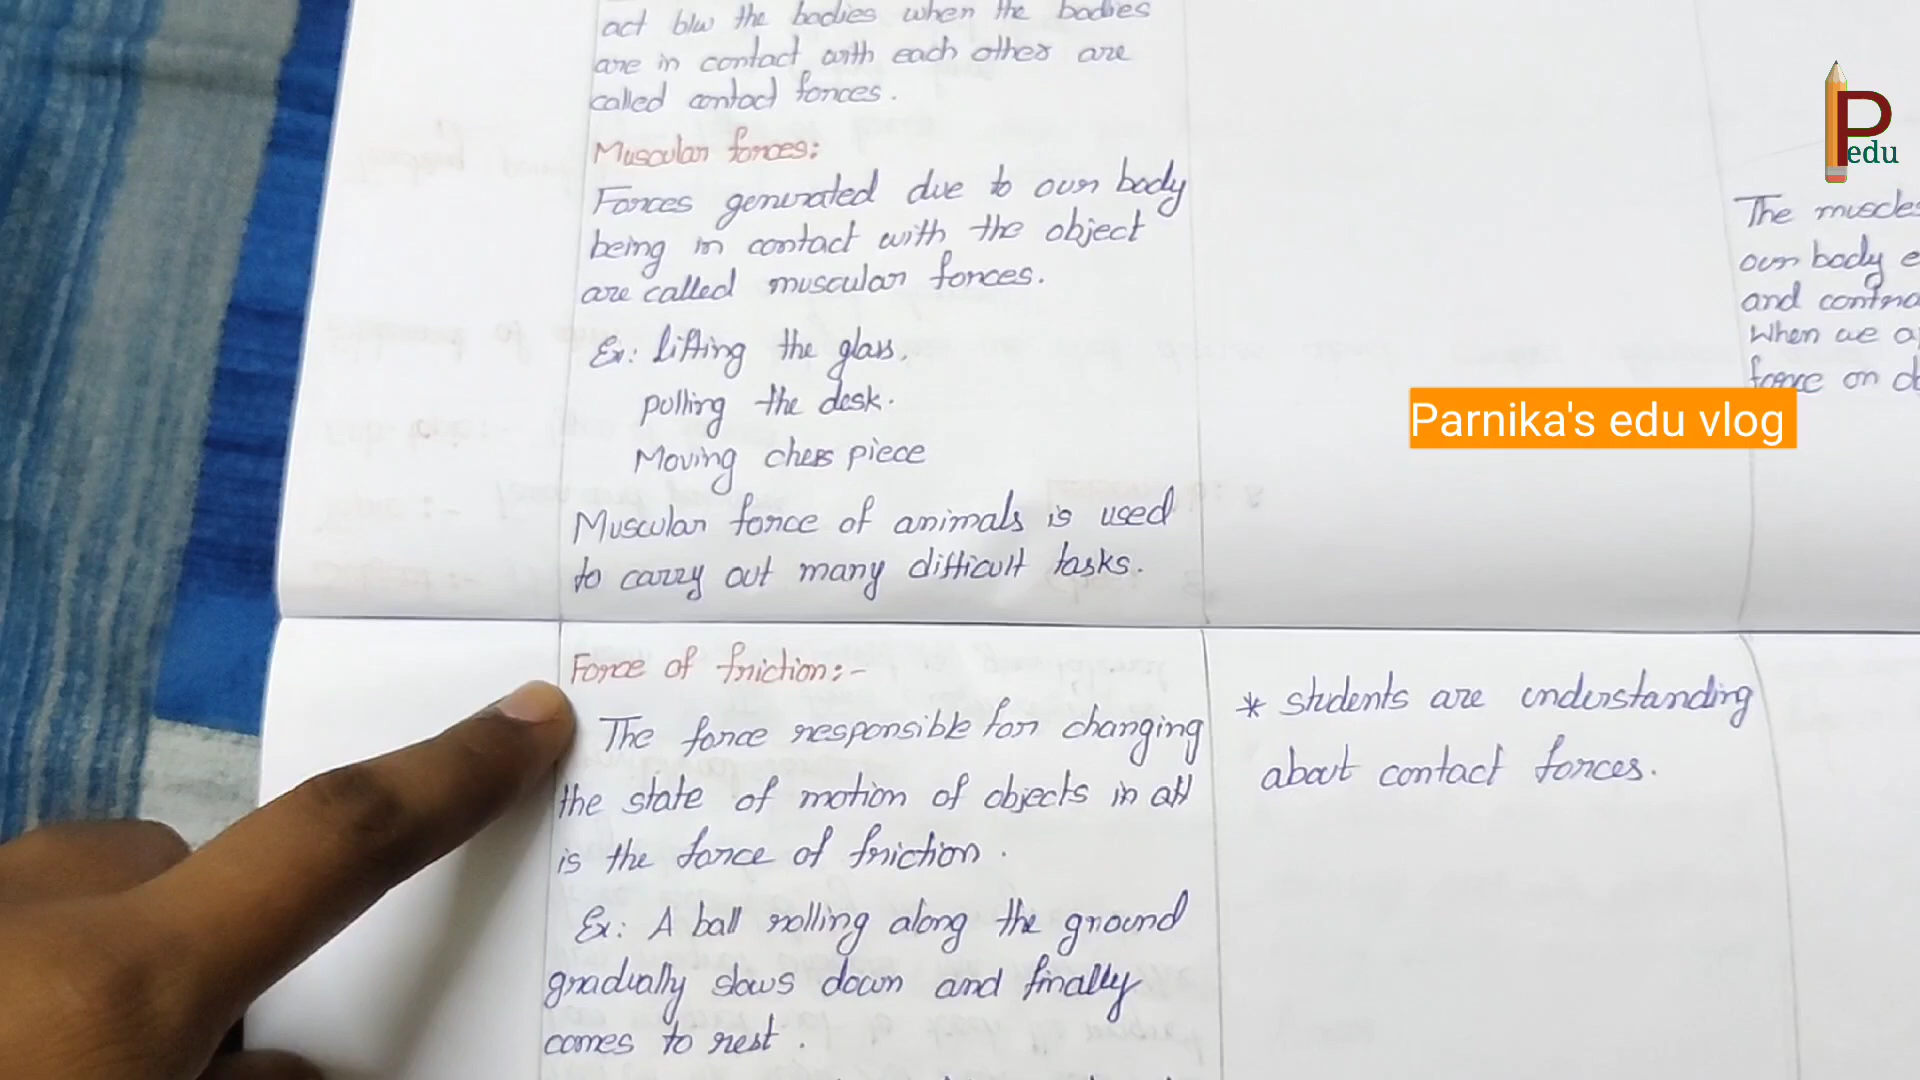 act b/w the bodies when the bodies
are in contact with each other are
called contact forces.
Muscular forces:
Forces generated due to our body
being in contact with the object
are called muscular forces.
Ex: lifting the glass.
pulling the desk.
Moving chess piece
Muscular force of animals is used
to carry out many difficult tasks.
Force of friction:-
The force responsible for changing
the state of motion of objects in all
is the force of friction.
Ex: A ball rolling along the ground
gradually slows down and finally
comes to rest.
* students are understanding
about contact forces.
The muscles
our body
and
When we
force on
Parnika's edu vlog
P
edu